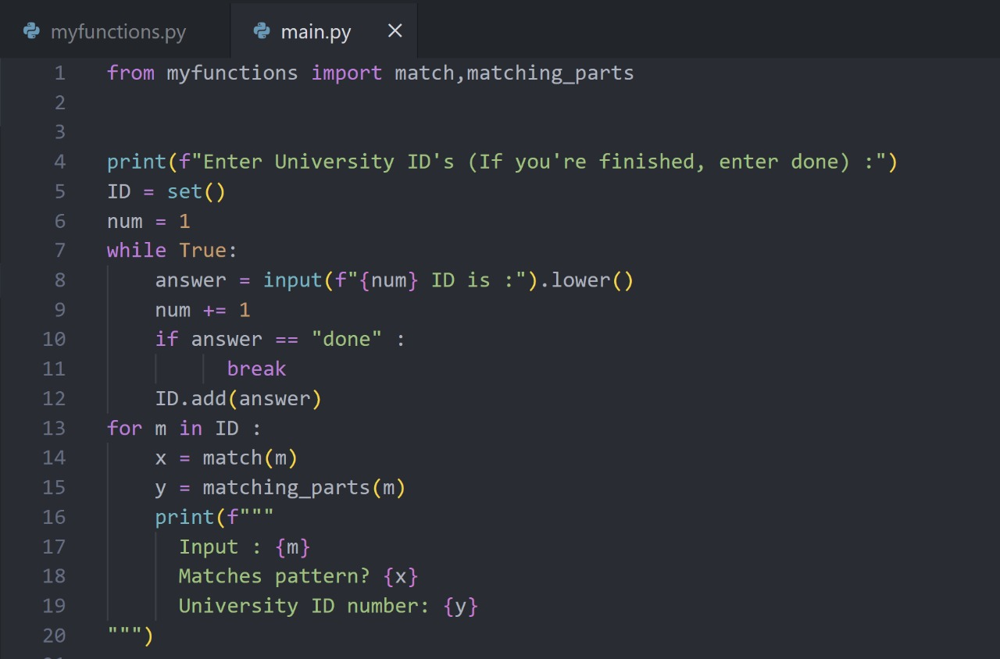 myfunctions.py main.py
1 from myfunctions import match,matching_parts
2
3
4 print(f"Enter University ID's (If you're finished, enter done) :")
5 ID = set()
6 num = 1
7 while True:
8     answer = input(f"{num} ID is :").lower()
9     num += 1
10     if answer == "done" :
11           break
12     ID.add(answer)
13 for m in ID :
14     x = match(m)
15     y = matching_parts(m)
16     print(f"""
17       Input : {m}
18       Matches pattern? {x}
19       University ID number: {y}
20 """)